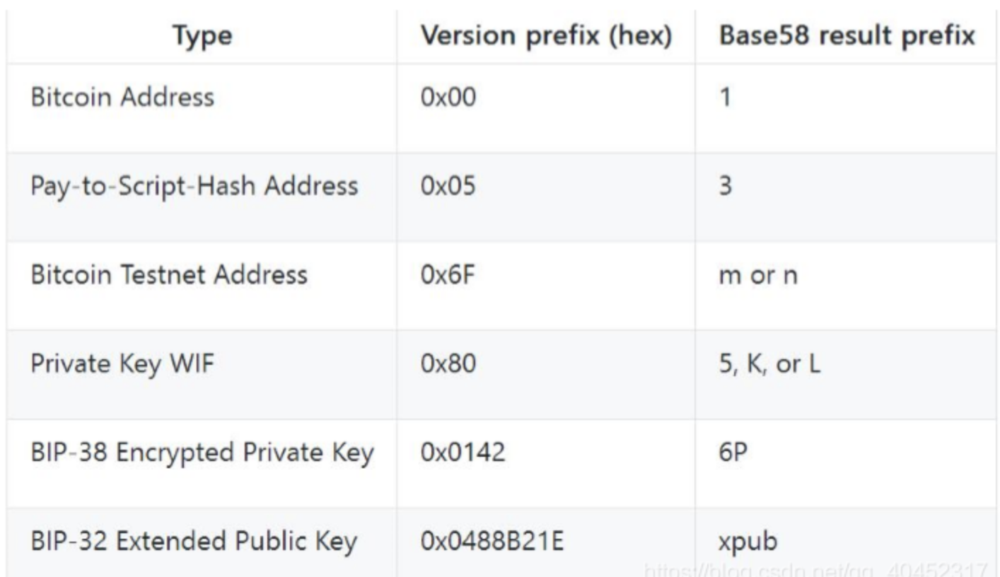 Type Version prefix (hex) Base58 result prefix
Bitcoin Address 0x00 1
Pay-to-Script-Hash Address 0x05 3
Bitcoin Testnet Address 0x6F m or n
Private Key WIF 0x80 5, K, or L
BIP-38 Encrypted Private Key 0x0142 6P
BIP-32 Extended Public Key 0x0488B21E xpub
https://blog.csdn.net/qq_40452317